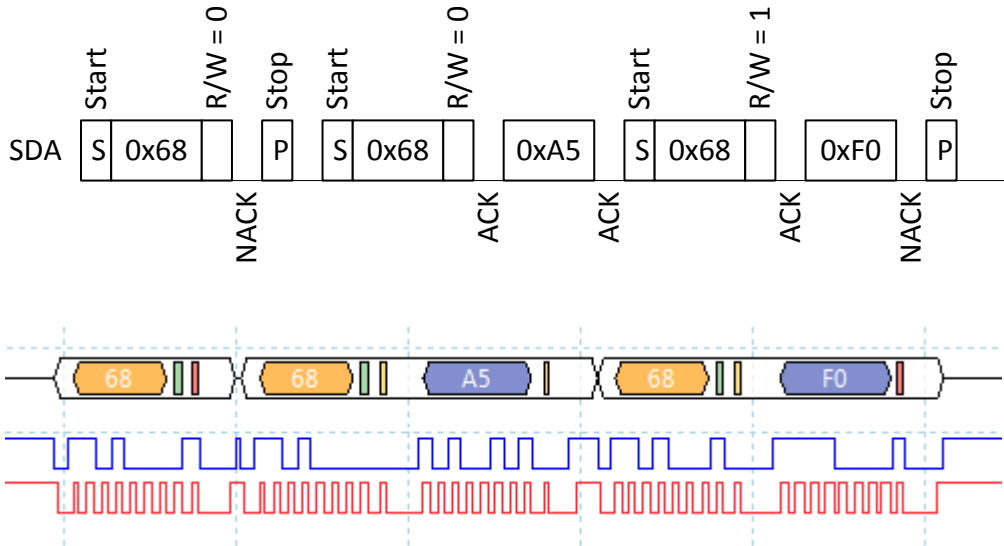 Start R/W = 0 Stop Start R/W = 0 Start R/W = 1 Stop
SDA S 0x68 P S 0x68 0xA5 S 0x68 0xF0 P
NACK ACK ACK ACK NACK
68 68 A5 68 F0